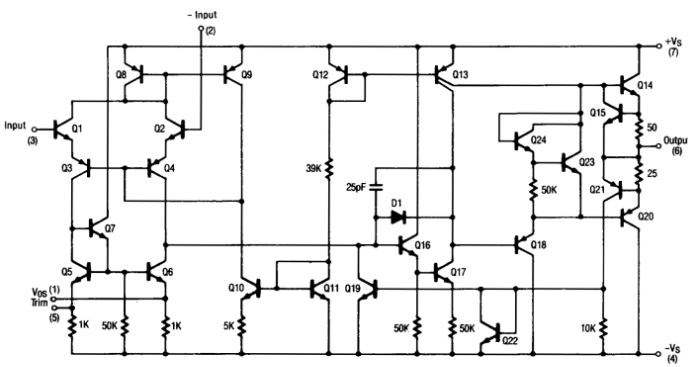 - Input
(2)
+VS
(7)
Q8
Q9
Q12
Q13
Q14
Q15
Input
(3)
Q1
Q2
Q24
50
Output
(6)
Q3
Q4
39K
25pF
Q23
25
50K
Q21
D1
Q7
Q16
Q18
Q20
Q5
Q6
VOS (1)
Trim
(5)
Q10
Q11
Q19
Q17
1K
50K
1K
5K
50K
50K
Q22
10K
-VS
(4)